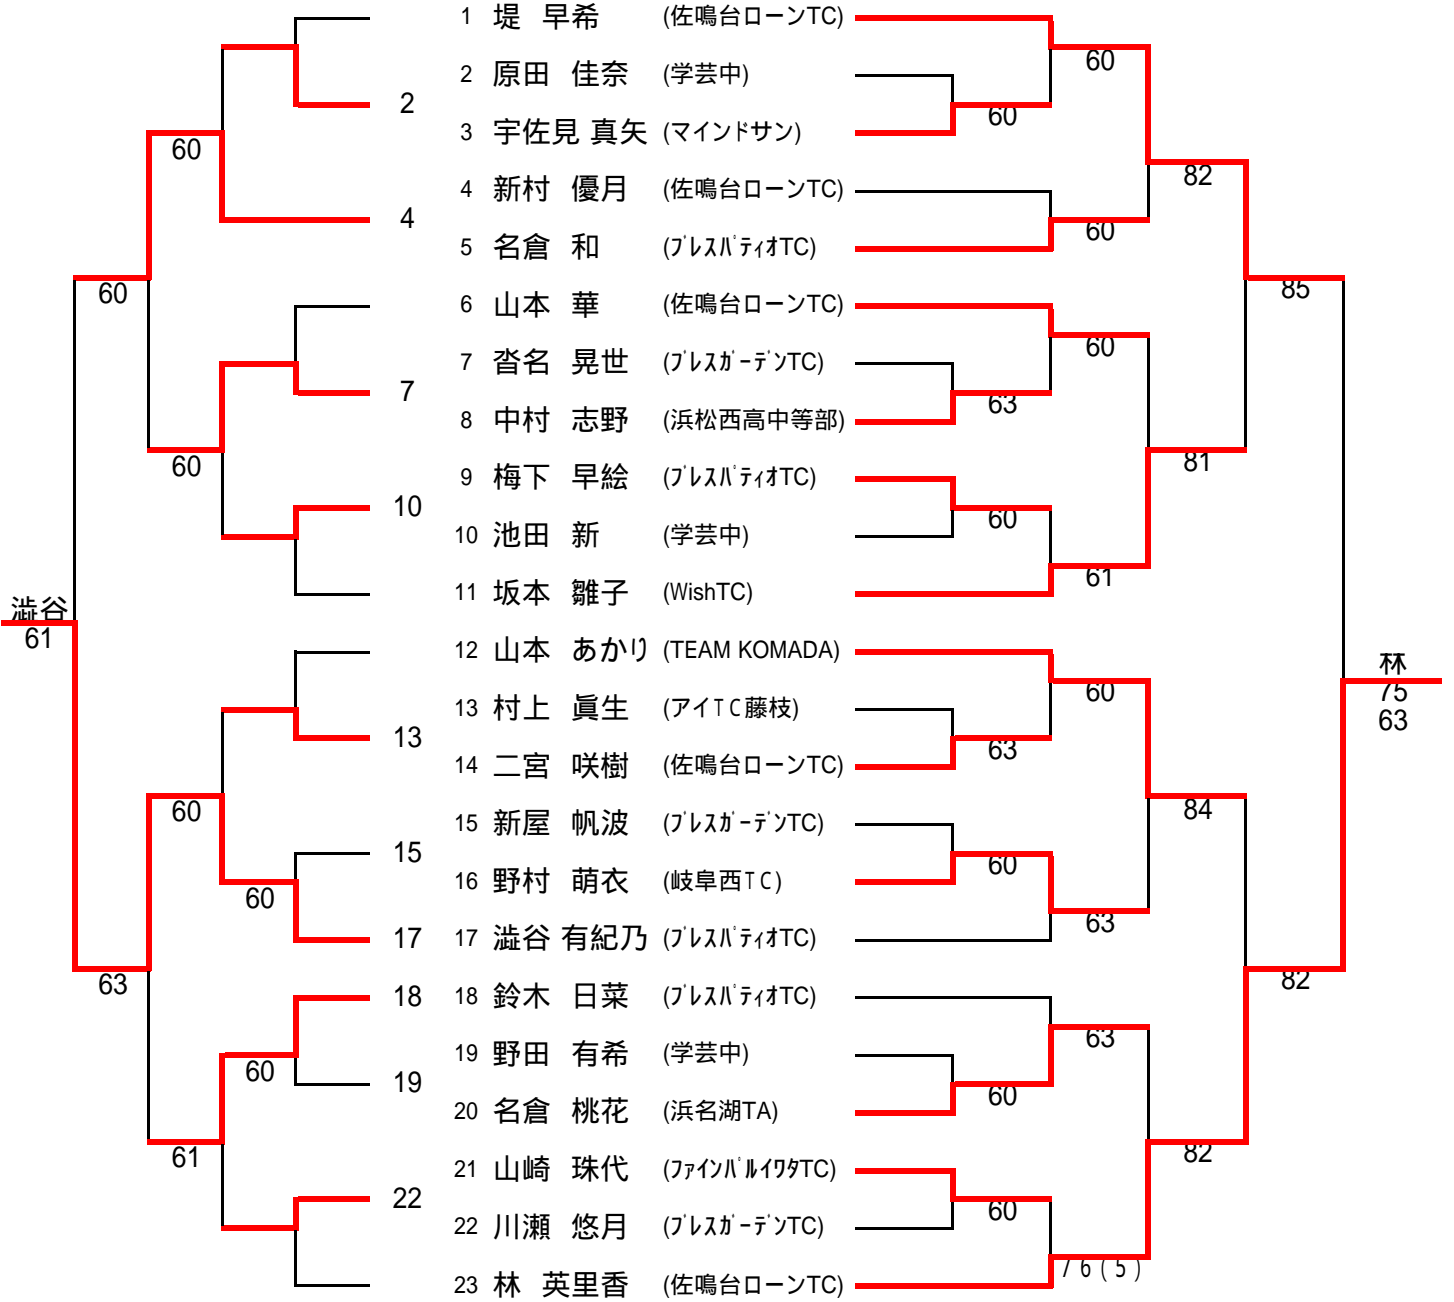 1 堤 早希 (佐鳴台ローンTC)
2 原田 佳奈 (学芸中)
3 宇佐見 真矢 (マインドサン)
4 新村 優月 (佐鳴台ローンTC)
5 名倉 和 (ﾌﾞﾚｽﾊﾟﾃｨｵTC)
6 山本 華 (佐鳴台ローンTC)
7 沓名 晃世 (ﾌﾞﾚｽｶﾞｰﾃﾞﾝTC)
8 中村 志野 (浜松西高中等部)
9 梅下 早絵 (ﾌﾞﾚｽﾊﾟﾃｨｵTC)
10 池田 新 (学芸中)
11 坂本 雛子 (WishTC)
12 山本 あかり (TEAM KOMADA)
13 村上 眞生 (アイTC藤枝)
14 二宮 咲樹 (佐鳴台ローンTC)
15 新屋 帆波 (ﾌﾞﾚｽｶﾞｰﾃﾞﾝTC)
16 野村 萌衣 (岐阜西TC)
17 澁谷 有紀乃 (ﾌﾞﾚｽﾊﾟﾃｨｵTC)
18 鈴木 日菜 (ﾌﾞﾚｽﾊﾟﾃｨｵTC)
19 野田 有希 (学芸中)
20 名倉 桃花 (浜名湖TA)
21 山崎 珠代 (ﾌｧｲﾝﾊﾞﾙｲﾜﾀTC)
22 川瀬 悠月 (ﾌﾞﾚｽｶﾞｰﾃﾞﾝTC)
23 林 英里香 (佐鳴台ローンTC)
2
4
7
10
13
15
17
18
19
22
60
60
60
60
60
63
60
61
60
61
澁谷
61
60
60
60
60
63
60
60
61
63
60
60
63
60
63
60
76(5)
82
81
84
82
85
82
林
75
63